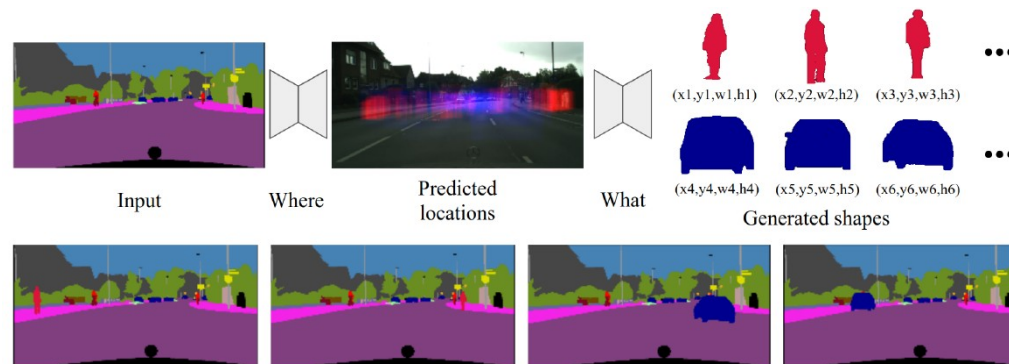 (x1,y1,w1,h1) (x2,y2,w2,h2) (x3,y3,w3,h3)
(x4,y4,w4,h4) (x5,y5,w5,h5) (x6,y6,w6,h6)
Input Where Predicted locations What Generated shapes